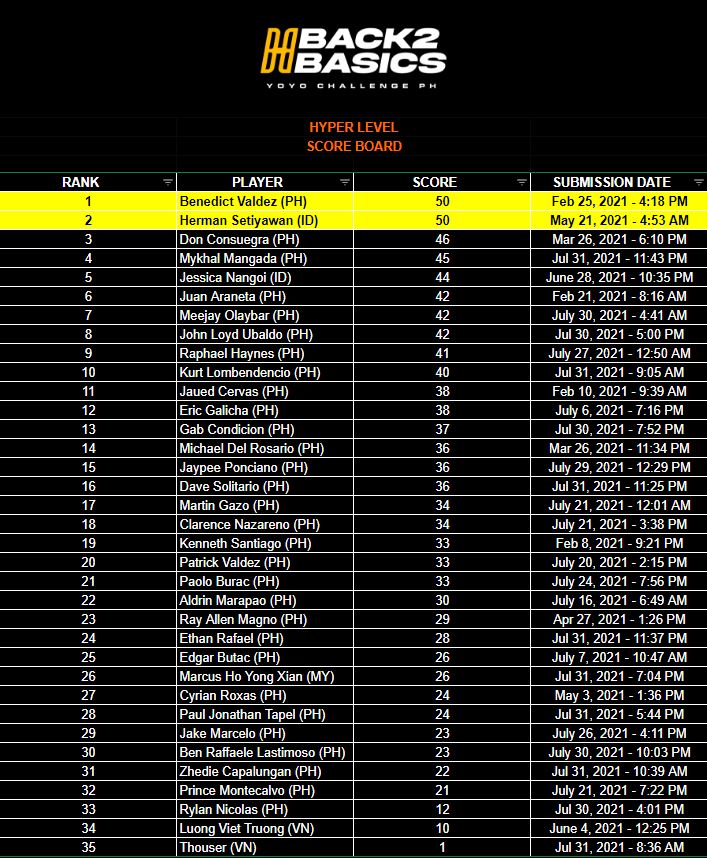 BACK2
BASICS
YOYO CHALLENGE PH
HYPER LEVEL
SCORE BOARD
RANK PLAYER SCORE SUBMISSION DATE
1 Benedict Valdez (PH) 50 Feb 25, 2021 - 4:18 PM
2 Herman Setiyawan (ID) 50 May 21, 2021 - 4:53 AM
3 Don Consuegra (PH) 46 Mar 26, 2021 - 6:10 PM
4 Mykhal Mangada (PH) 45 Jul 31, 2021 - 11:43 PM
5 Jessica Nangoi (ID) 44 June 28, 2021 - 10:35 PM
6 Juan Araneta (PH) 42 Feb 21, 2021 - 8:16 AM
7 Meejay Olaybar (PH) 42 July 30, 2021 - 4:41 AM
8 John Loyd Ubaldo (PH) 42 Jul 30, 2021 - 5:00 PM
9 Raphael Haynes (PH) 41 July 27, 2021 - 12:50 AM
10 Kurt Lombendencio (PH) 40 Jul 31, 2021 - 9:05 AM
11 Jaued Cervas (PH) 38 Feb 10, 2021 - 9:39 AM
12 Eric Galicha (PH) 38 July 6, 2021 - 7:16 PM
13 Gab Condicion (PH) 37 Jul 30, 2021 - 7:52 PM
14 Michael Del Rosario (PH) 36 Mar 26, 2021 - 11:34 PM
15 Jaypee Ponciano (PH) 36 July 29, 2021 - 12:29 PM
16 Dave Solitario (PH) 36 Jul 31, 2021 - 11:25 PM
17 Martin Gazo (PH) 34 July 21, 2021 - 12:01 AM
18 Clarence Nazareno (PH) 34 July 21, 2021 - 3:38 PM
19 Kenneth Santiago (PH) 33 Feb 8, 2021 - 9:21 PM
20 Patrick Valdez (PH) 33 July 20, 2021 - 2:15 PM
21 Paolo Burac (PH) 33 July 24, 2021 - 7:56 PM
22 Aldrin Marapao (PH) 30 July 16, 2021 - 6:49 AM
23 Ray Allen Magno (PH) 29 Apr 27, 2021 - 1:26 PM
24 Ethan Rafael (PH) 28 Jul 31, 2021 - 11:37 PM
25 Edgar Butac (PH) 26 July 7, 2021 - 10:47 AM
26 Marcus Ho Yong Xian (MY) 26 Jul 31, 2021 - 7:04 PM
27 Cyrian Roxas (PH) 24 May 3, 2021 - 1:36 PM
28 Paul Jonathan Tapel (PH) 24 Jul 31, 2021 - 5:44 PM
29 Jake Marcelo (PH) 23 July 26, 2021 - 4:11 PM
30 Ben Raffaele Lastimoso (PH) 23 July 30, 2021 - 10:03 PM
31 Zhedie Capalungan (PH) 22 Jul 31, 2021 - 10:39 AM
32 Prince Montecalvo (PH) 21 July 21, 2021 - 7:22 PM
33 Rylan Nicolas (PH) 12 Jul 30, 2021 - 4:01 PM
34 Luong Viet Truong (VN) 10 June 4, 2021 - 12:25 PM
35 Thouser (VN) 1 Jul 31, 2021 - 8:36 AM